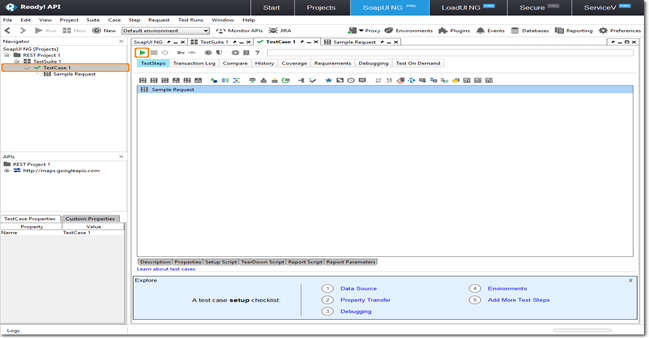 Ready! API
Start
Projects
SoapUI NG PRO
LoadUI NG PRO
Secure PRO
ServiceV PRO
File Edit View Project Suite Case Step Request Test Runs Window Help
Save All New Default environment Monitor APIs JIRA Proxy Environments Plugins Events Databases Reporting Preferences
Navigator
SoapUI NG [Projects]
REST Project 1
TestSuite 1
TestCase 1
Sample Request
APIs
REST Project 1
http://maps.googleapis.com
TestCase Properties Custom Properties
Property Value
Name TestCase 1
TestSuite 1 TestCase 1 Sample Request
TestSteps Transaction Log Compare History Coverage Requirements Debugging Test On Demand
Sample Request
Description Properties Setup Script TearDown Script Report Script Report Parameters
Learn about test cases
Explore X
A test case setup checklist:
1 Data Source
2 Property Transfer
3 Debugging
4 Environments
5 Add More Test Steps
Logs